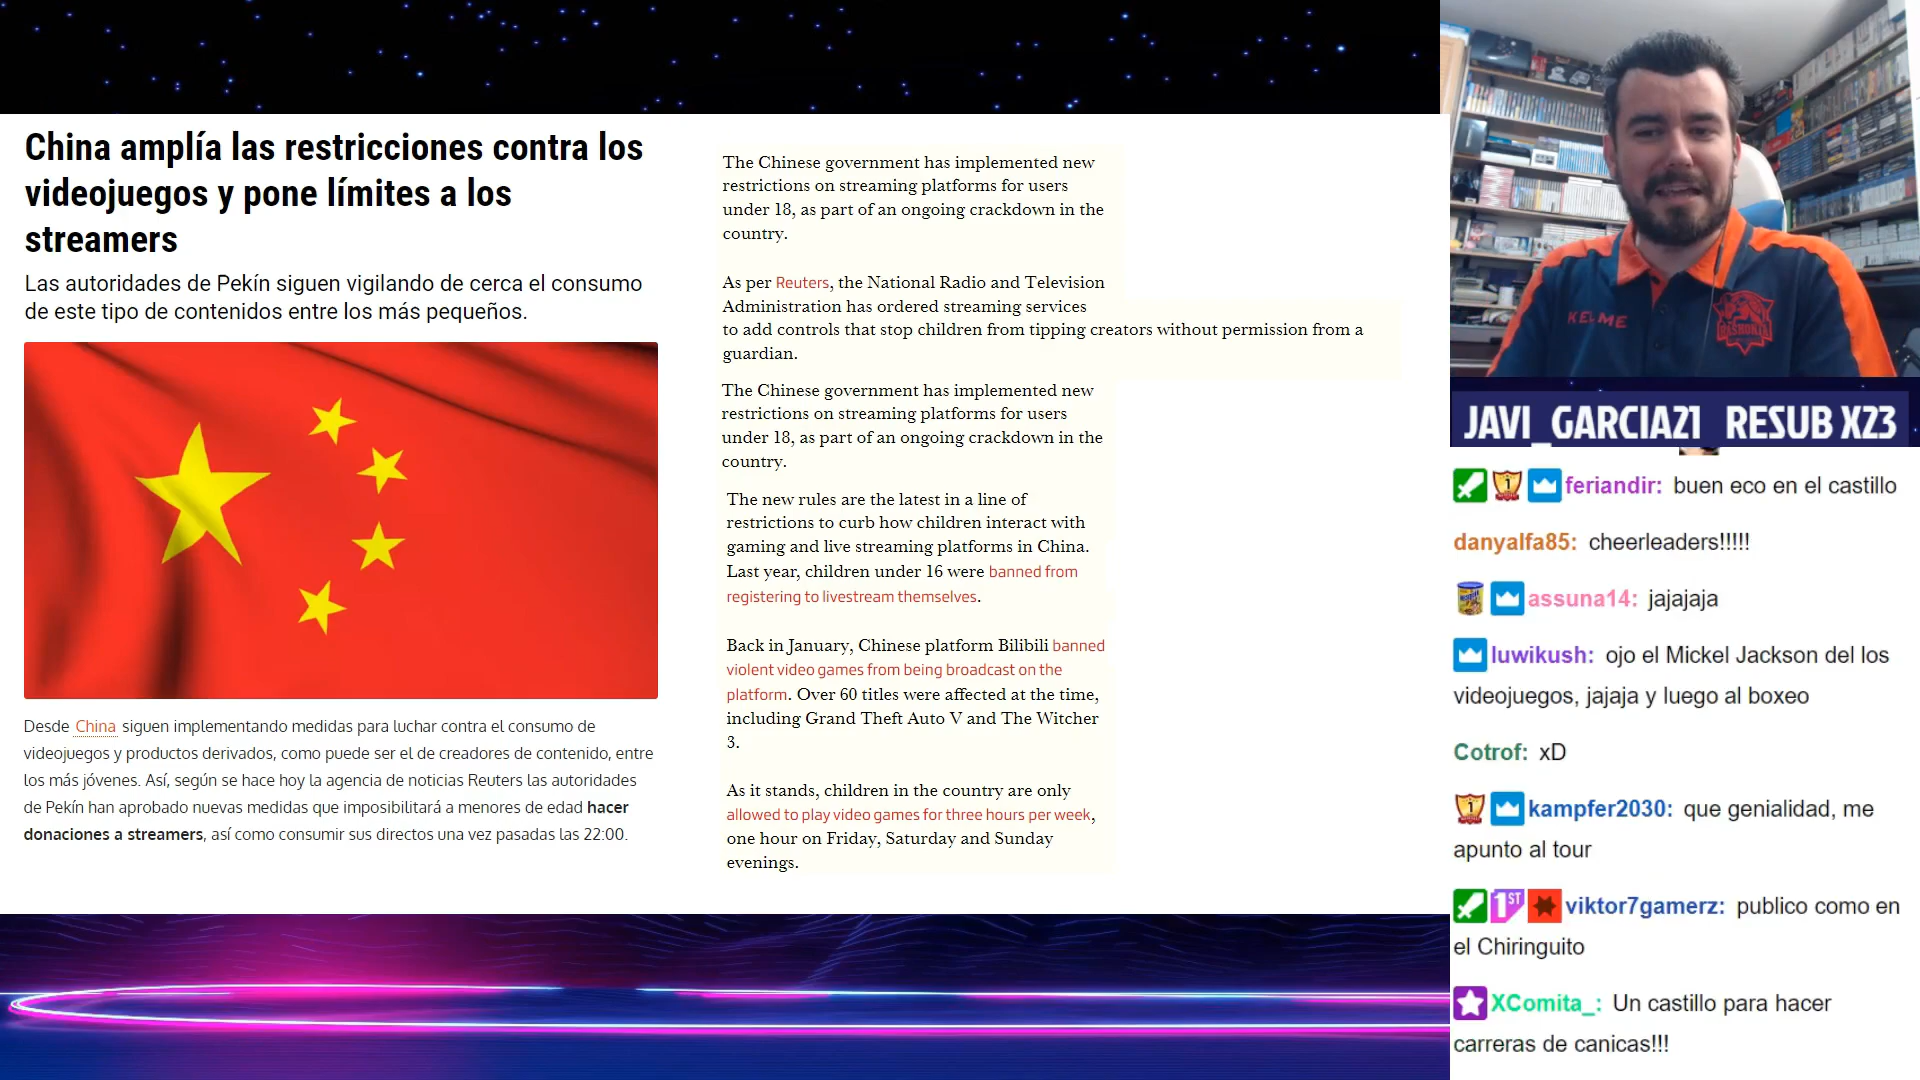 China amplía las restricciones contra los
videojuegos y pone límites a los
streamers
Las autoridades de Pekín siguen vigilando de cerca el consumo
de este tipo de contenidos entre los más pequeños.
Desde China siguen implementando medidas para luchar contra el consumo de
videojuegos y productos derivados, como puede ser el de creadores de contenido, entre
los más jóvenes. Así, según se hace hoy la agencia de noticias Reuters las autoridades
de Pekín han aprobado nuevas medidas que imposibilitará a menores de edad hacer
donaciones a streamers, así como consumir sus directos una vez pasadas las 22:00.
The Chinese government has implemented new
restrictions on streaming platforms for users
under 18, as part of an ongoing crackdown in the
country.
As per Reuters, the National Radio and Television
Administration has ordered streaming services
to add controls that stop children from tipping creators without permission from a
guardian.
The Chinese government has implemented new
restrictions on streaming platforms for users
under 18, as part of an ongoing crackdown in the
country.
The new rules are the latest in a line of
restrictions to curb how children interact with
gaming and live streaming platforms in China.
Last year, children under 16 were banned from
registering to livestream themselves.
Back in January, Chinese platform Bilibili banned
violent video games from being broadcast on the
platform. Over 60 titles were affected at the time,
including Grand Theft Auto V and The Witcher
3.
As it stands, children in the country are only
allowed to play video games for three hours per week,
one hour on Friday, Saturday and Sunday
evenings.
KELME
BASKONIA
JAVI_GARCIA21 RESUB X23
feriandir: buen eco en el castillo
danyalfa85: cheerleaders!!!!!
assuna14: jajajaja
luwikush: ojo el Mickel Jackson del los
videojuegos, jajaja y luego al boxeo
Cotrof: xD
1 kampfer2030: que genialidad, me
apunto al tour
1ST viktor7gamerz: publico como en
el Chiringuito
XComita_: Un castillo para hacer
carreras de canicas!!!